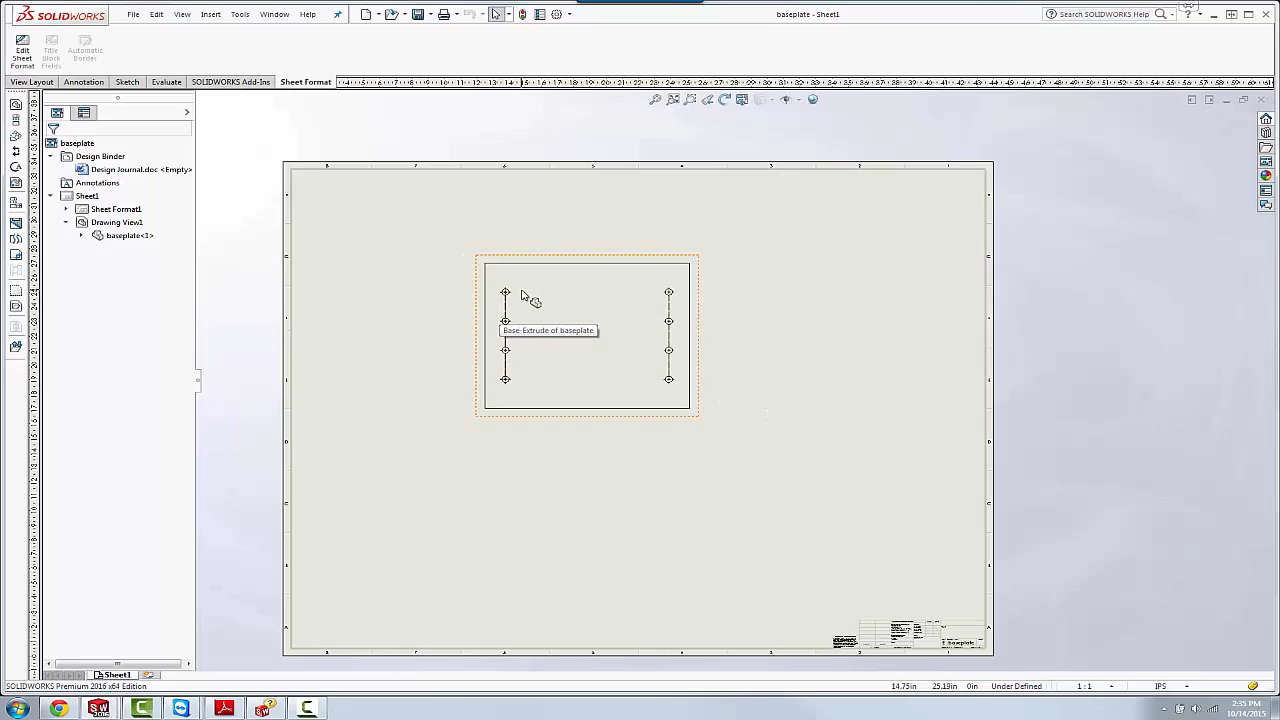 SOLIDWORKS File Edit View Insert Tools Window Help baseplate - Sheet1 Search SOLIDWORKS Help
Edit Sheet Format
Title Block Fields
Automatic Border
View Layout Annotation Sketch Evaluate SOLIDWORKS Add-Ins Sheet Format
baseplate
Design Binder
Design Journal.doc <Empty>
Annotations
Sheet1
Sheet Format1
Drawing View1
baseplate<1>
Base-Extrude of baseplate
baseplate
Sheet1
SOLIDWORKS Premium 2016 x64 Edition 14.75in 25.19in 0in Under Defined 1:1 IPS
2:35 PM
10/14/2015